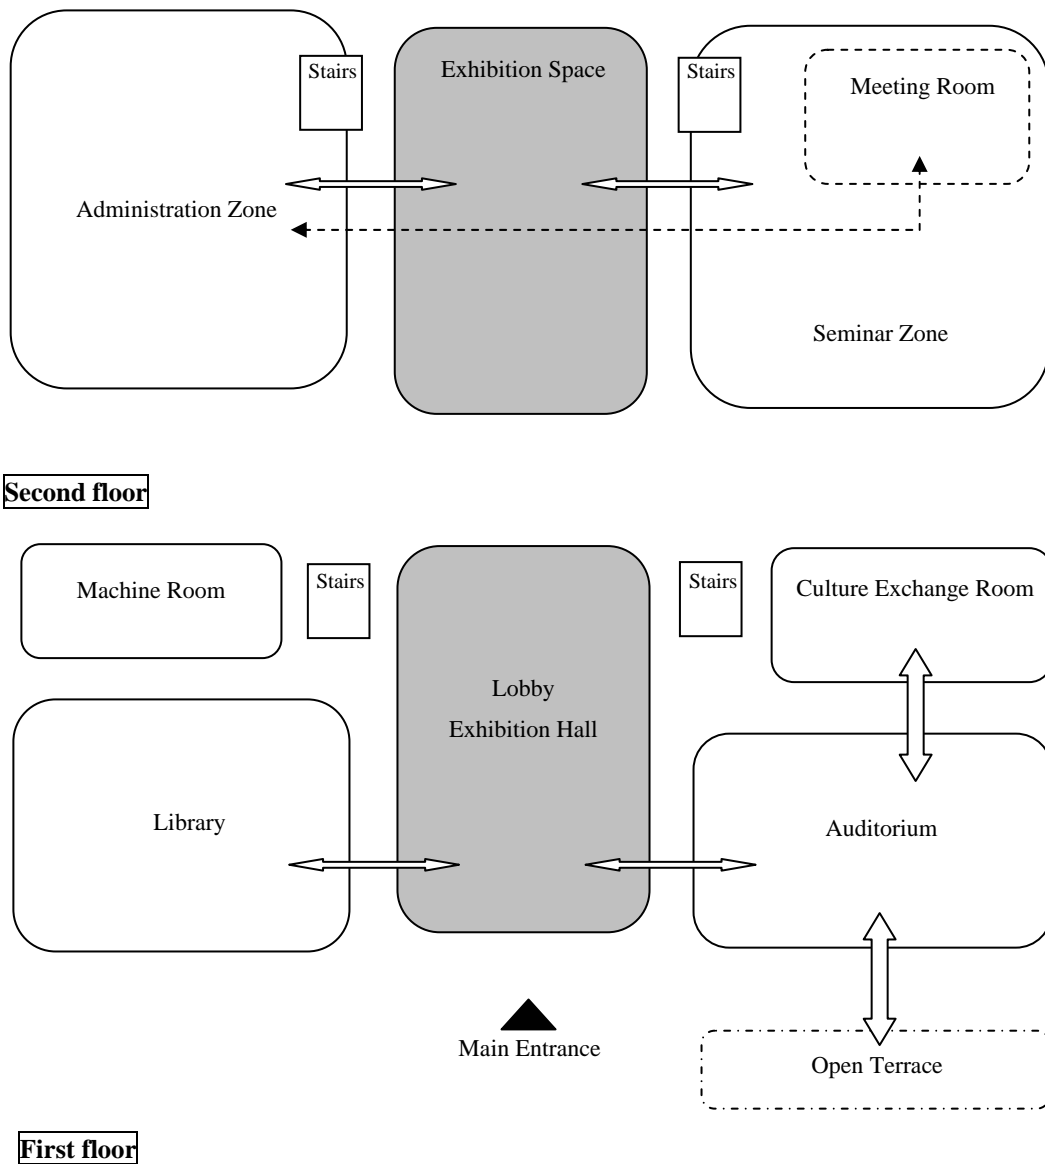 Stairs
Exhibition Space
Stairs
Meeting Room
Administration Zone
Seminar Zone
Second floor
Machine Room
Stairs
Stairs
Culture Exchange Room
Lobby
Exhibition Hall
Library
Auditorium
Main Entrance
Open Terrace
First floor